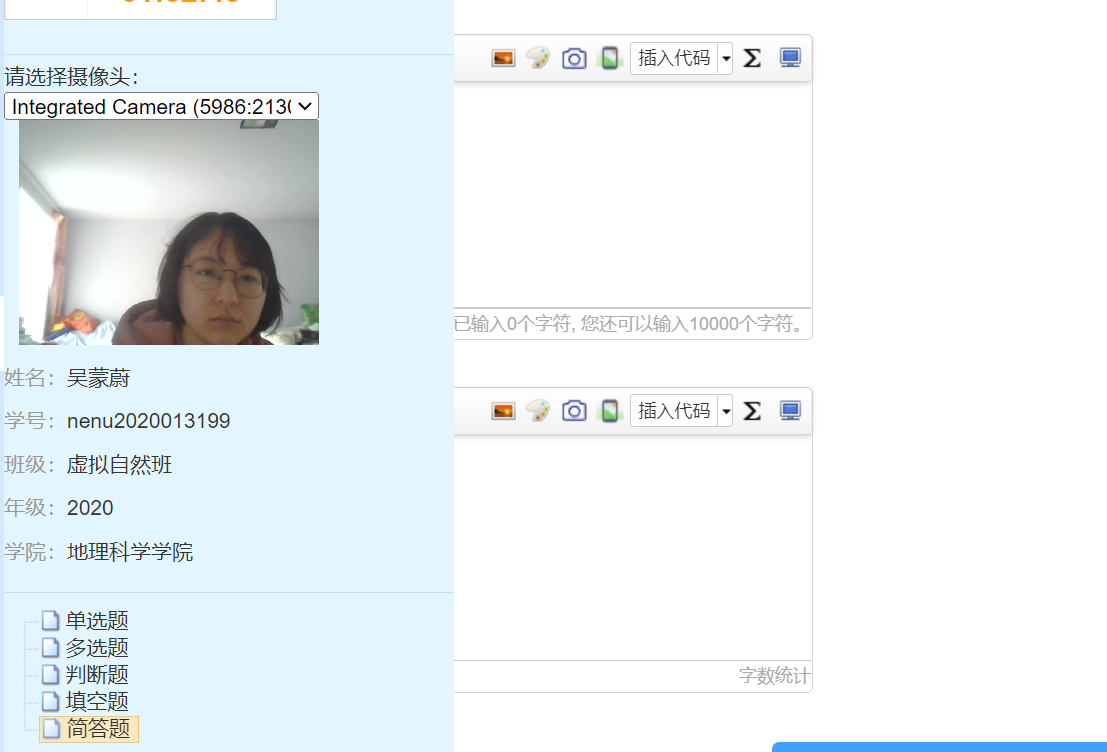 请选择摄像头：
Integrated Camera (5986:213
姓名：吴蒙蔚
学号：nenu2020013199
班级：虚拟自然班
年级：2020
学院：地理科学学院
单选题
多选题
判断题
填空题
简答题
插入代码
已输入0个字符, 您还可以输入10000个字符。
插入代码
字数统计